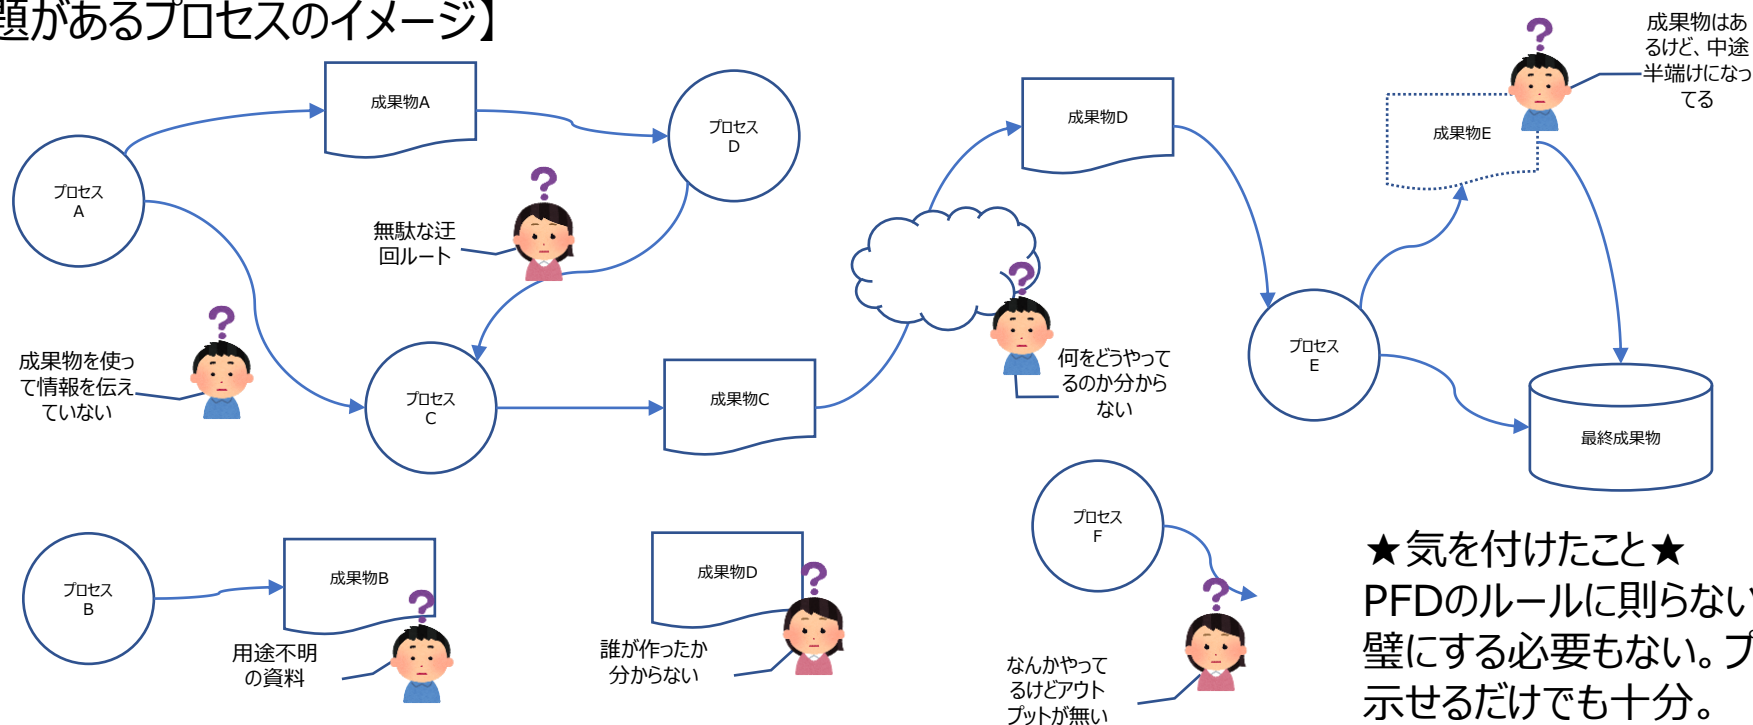 題があるプロセスのイメージ】
成果物はあ
るけど、中途
半端けになっ
てる
成果物A
プロセス
D
成果物D
成果物E
プロセス
A
無駄な迂
回ルート
成果物を使っ
て情報を伝え
ていない
プロセス
C
成果物C
何をどうやって
るのか分から
ない
プロセス
E
最終成果物
プロセス
B
成果物B
用途不明
の資料
成果物D
誰が作ったか
分からない
プロセス
F
なんかやって
るけどアウト
プットが無い
★気を付けたこと★
PFDのルールに則らない
璧にする必要もない。プ
示せるだけでも十分。